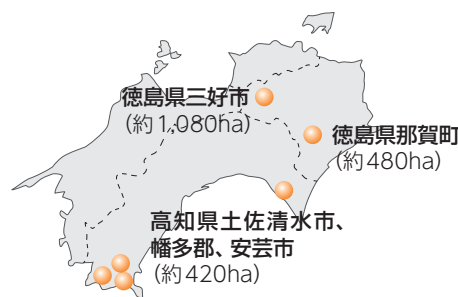 徳島県三好市
（約1,080ha）
徳島県那賀町
（約480ha）
高知県土佐清水市、
幡多郡、安芸市
（約420ha）